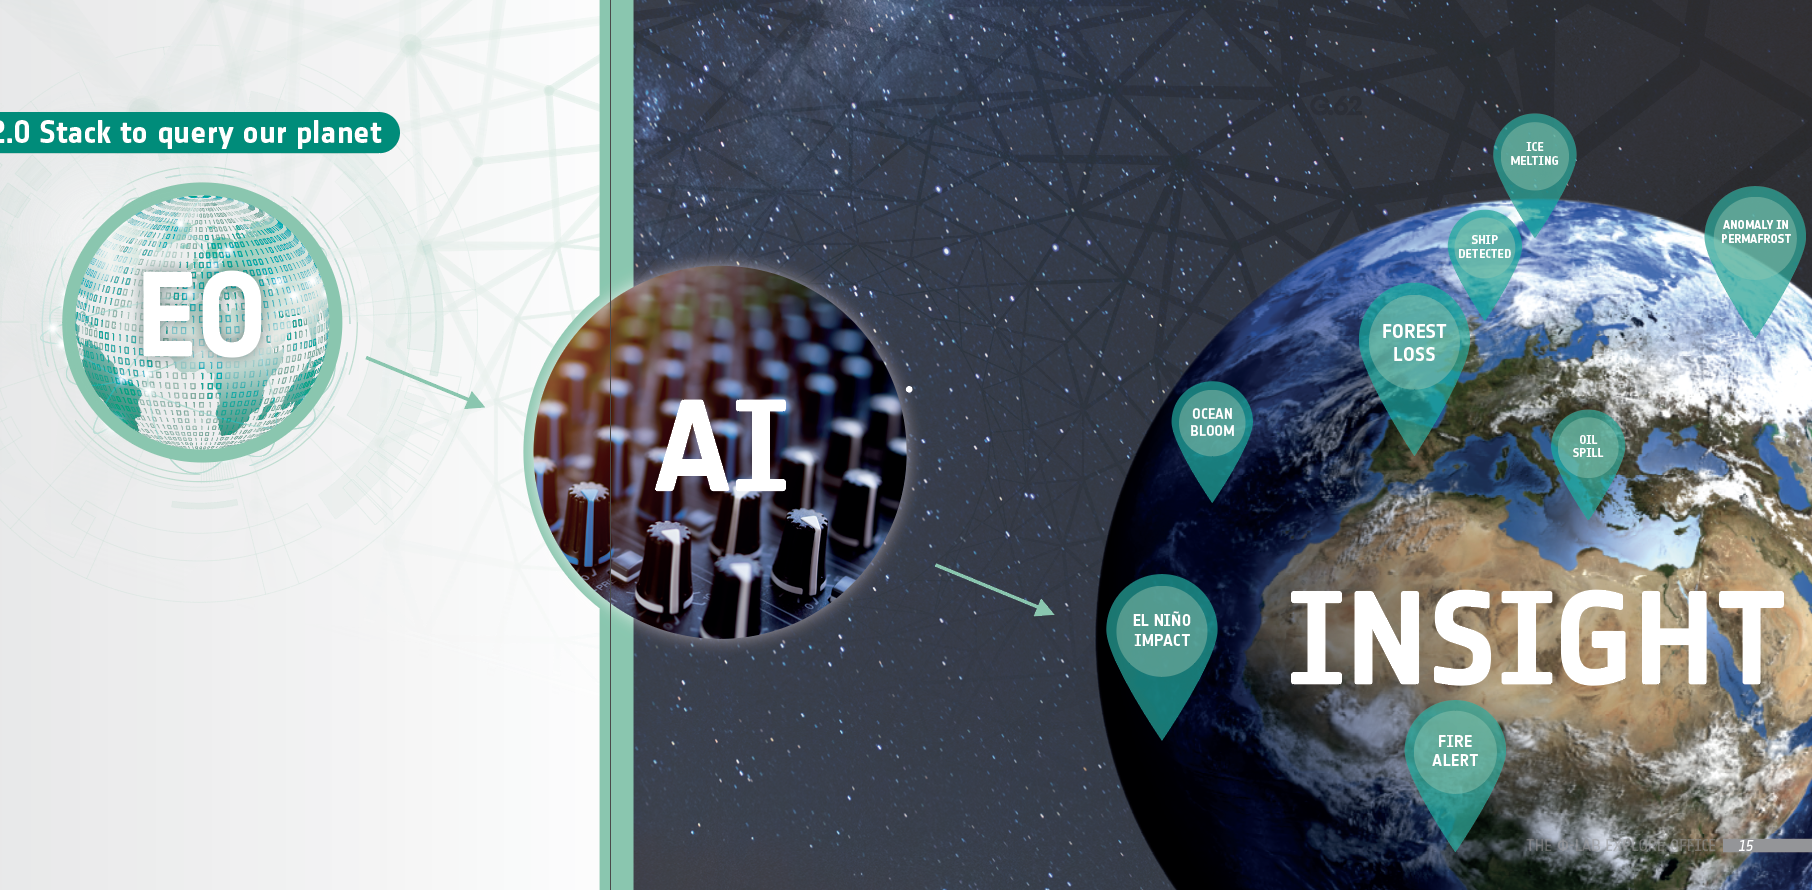 2.0 Stack to query our planet
EO
AI
INSIGHT
ICE
MELTING
SHIP
DETECTED
ANOMALY IN
PERMAFROST
FOREST
LOSS
OCEAN
BLOOM
OIL
SPILL
EL NIÑO
IMPACT
FIRE
ALERT
15